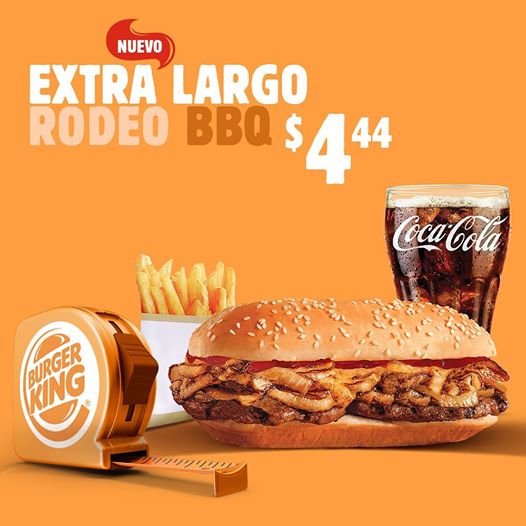 NUEVO
EXTRA LARGO
RODEO BBQ $4.44
Coca-Cola
BURGER
KING